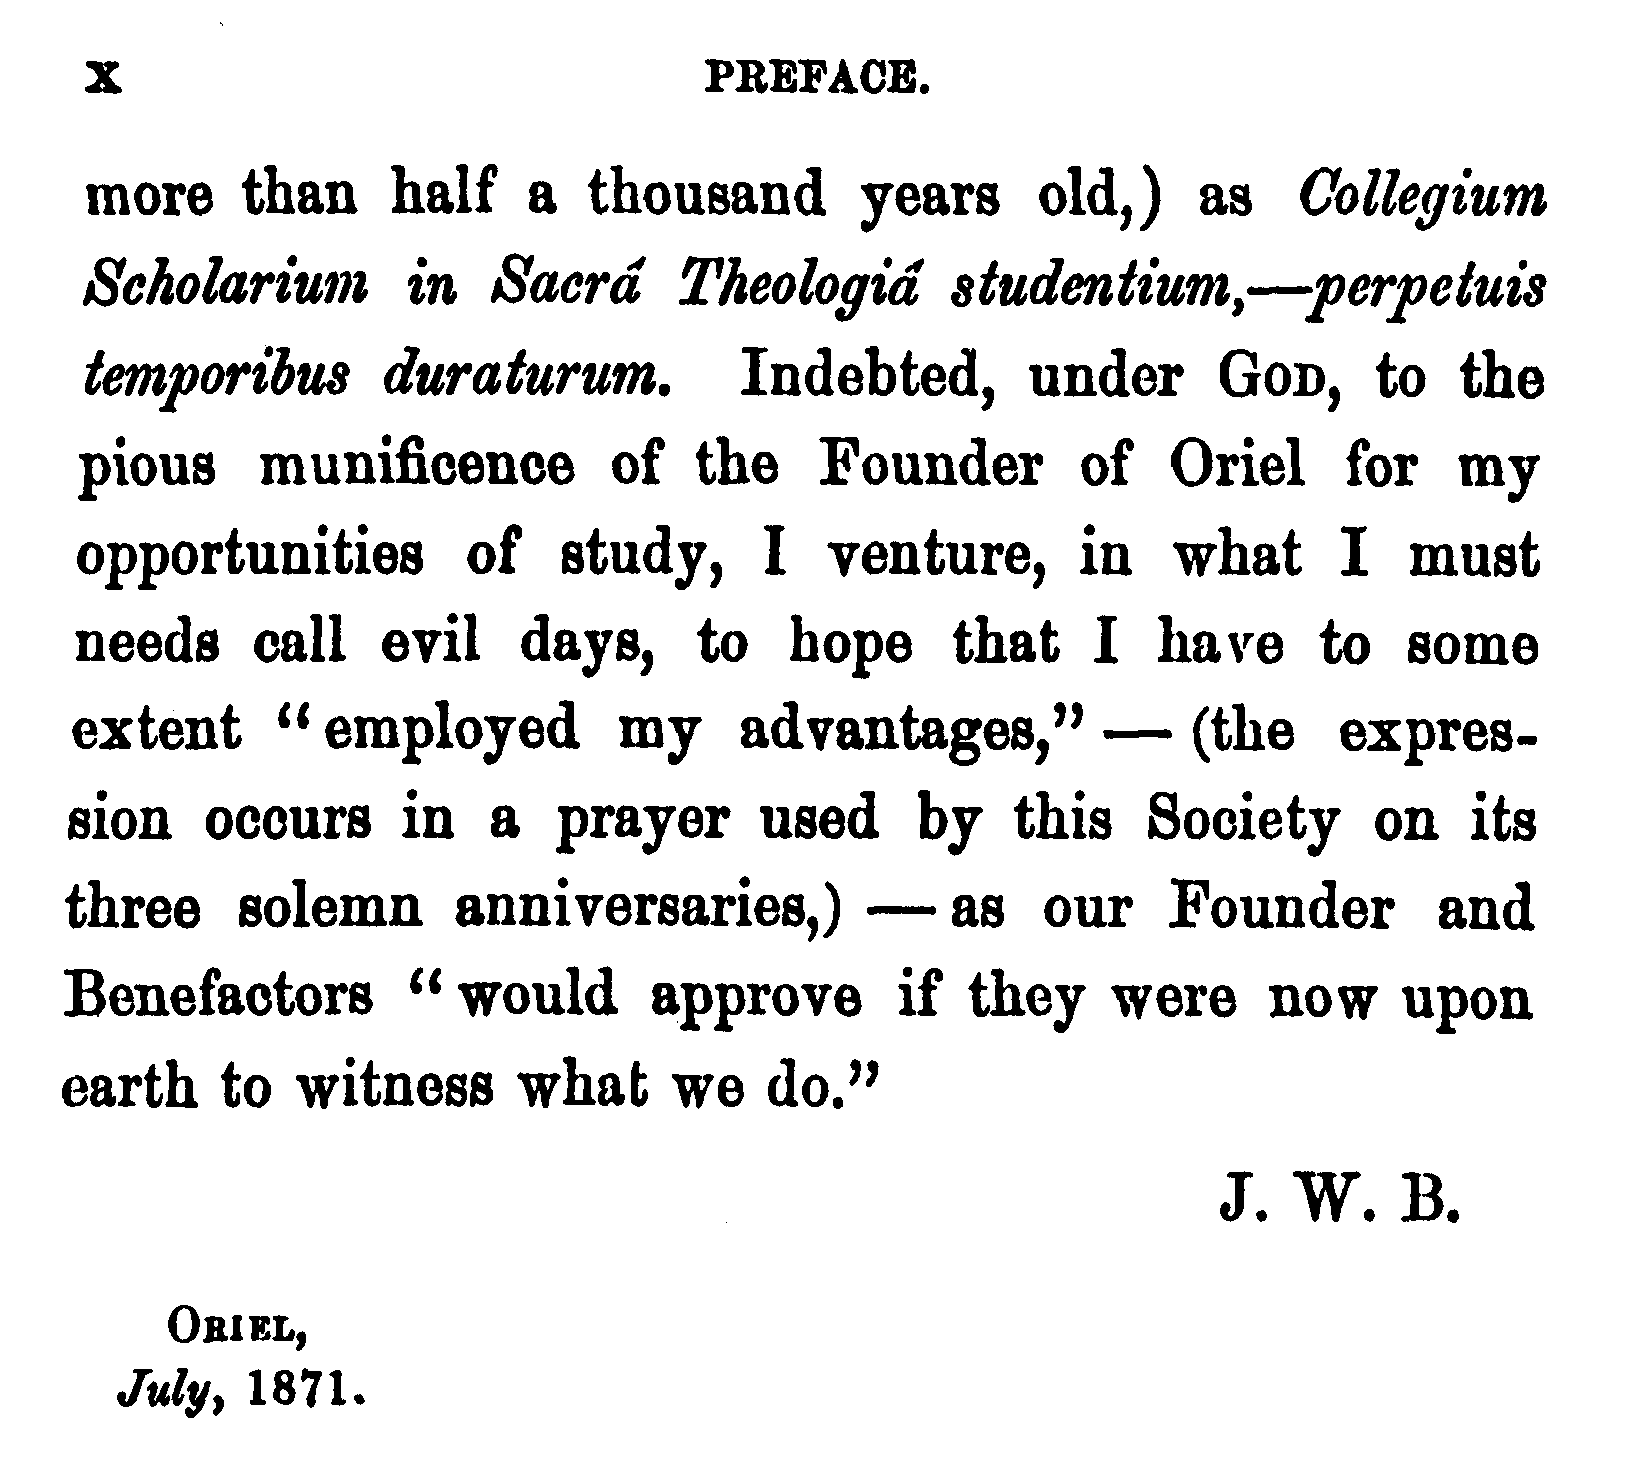 x PREFACE.
more than half a thousand years old,) as Collegium
Scholarium in Sacrá Theologiá studentium,—perpetuis
temporibus duraturum. Indebted, under GOD, to the
pious munificence of the Founder of Oriel for my
opportunities of study, I venture, in what I must
needs call evil days, to hope that I have to some
extent “employed my advantages,”—(the expres-
sion occurs in a prayer used by this Society on its
three solemn anniversaries,)—as our Founder and
Benefactors “would approve if they were now upon
earth to witness what we do.”
J. W. B.
ORIEL,
July, 1871.